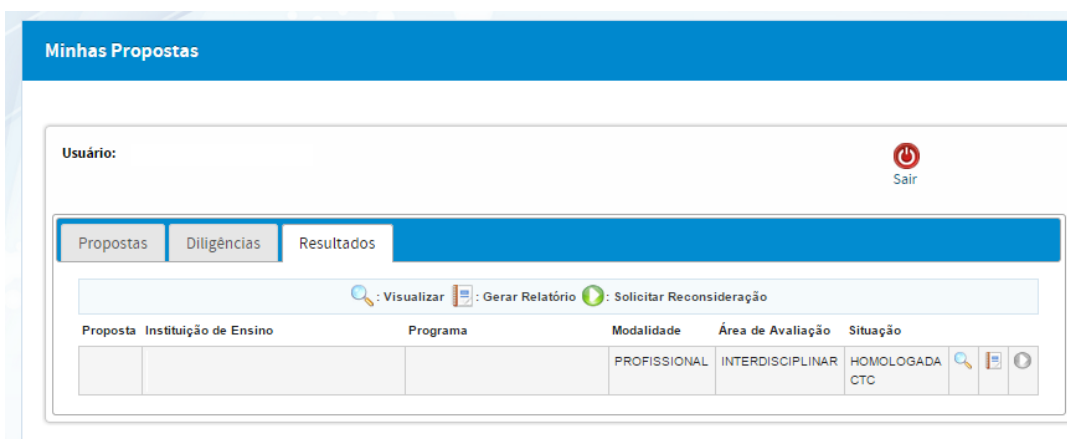 Minhas Propostas
Usuário:
Sair
Propostas Diligências Resultados
: Visualizar : Gerar Relatório : Solicitar Reconsideração
Proposta Instituição de Ensino Programa Modalidade Área de Avaliação Situação
PROFISSIONAL INTERDISCIPLINAR HOMOLOGADA
CTC